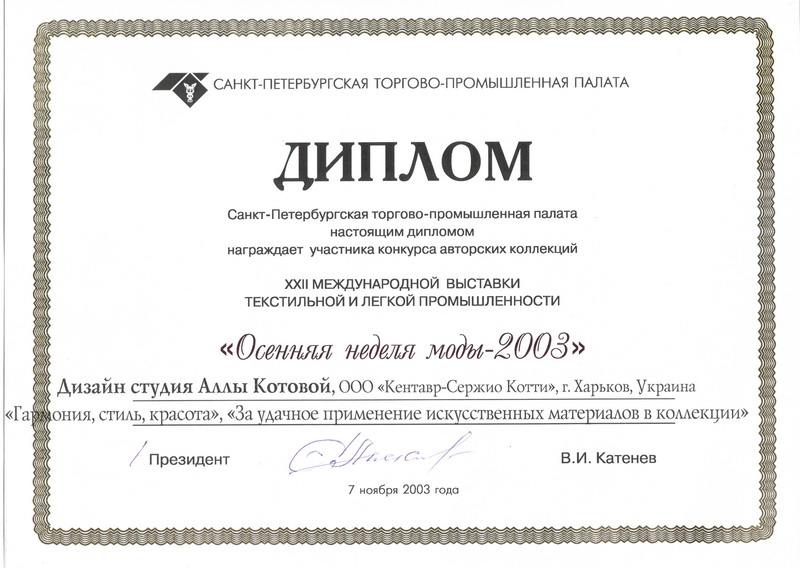 САНКТ-ПЕТЕРБУРГСКАЯ ТОРГОВО-ПРОМЫШЛЕННАЯ ПАЛАТА
ДИПЛОМ
Санкт-Петербургская торгово-промышленная палата
настоящим дипломом
награждает участника конкурса авторских коллекций
XXII МЕЖДУНАРОДНОЙ ВЫСТАВКИ
ТЕКСТИЛЬНОЙ И ЛЕГКОЙ ПРОМЫШЛЕННОСТИ
«Осенняя неделя моды-2003»
Дизайн студия Аллы Котовой, ООО «Кентавр-Сержио Котти», г. Харьков, Украина
«Гармония, стиль, красота», «За удачное применение искусственных материалов в коллекции»
Президент В.И. Катенев
7 ноября 2003 года